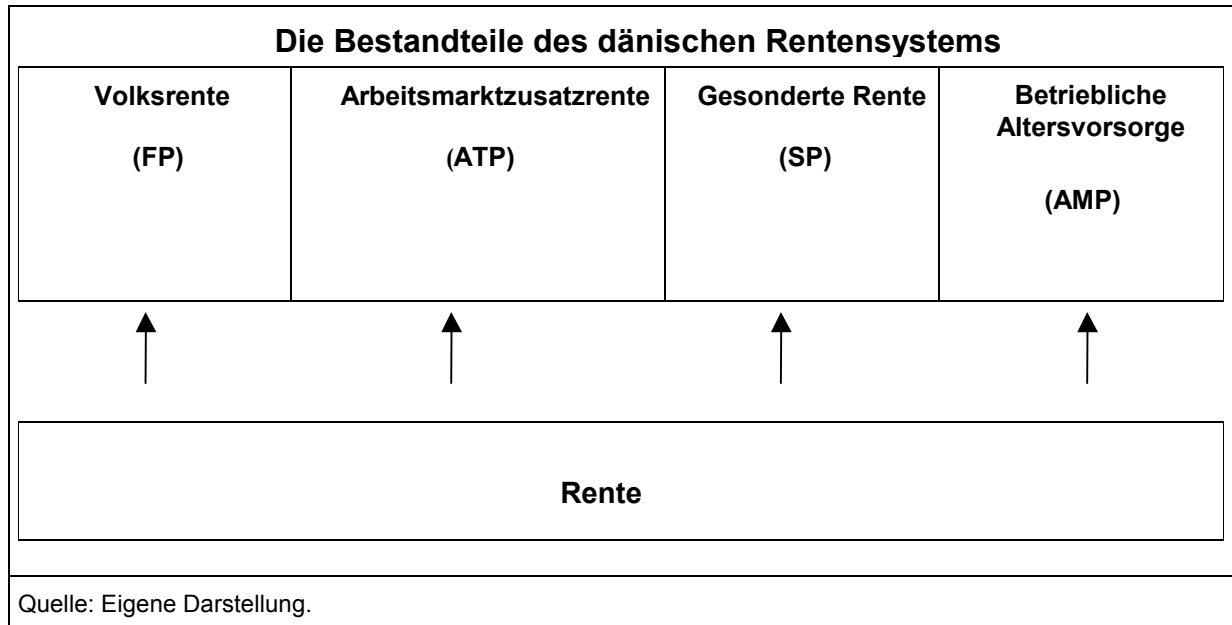 Die Bestandteile des dänischen Rentensystems
Volksrente
(FP)
Arbeitsmarktzusatzrente
(ATP)
Gesonderte Rente
(SP)
Betriebliche
Altersvorsorge
(AMP)
Rente
Quelle: Eigene Darstellung.